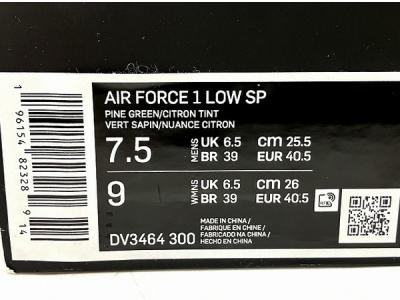 AIR FORCE 1 LOW SP
PINE GREEN/CITRON TINT
VERT SAPIN/NUANCE CITRON
7.5 MENS UK 6.5 cm 25.5
BR 39 EUR 40.5
9 WMNS UK 6.5 cm 26
BR 39 EUR 40.5
MADE IN CHINA /
FABRIQUE EN CHINE /
FABRICADO NA CHINA /
HECHO EN CHINA
DV3464 300
1 96154 82328 9 14